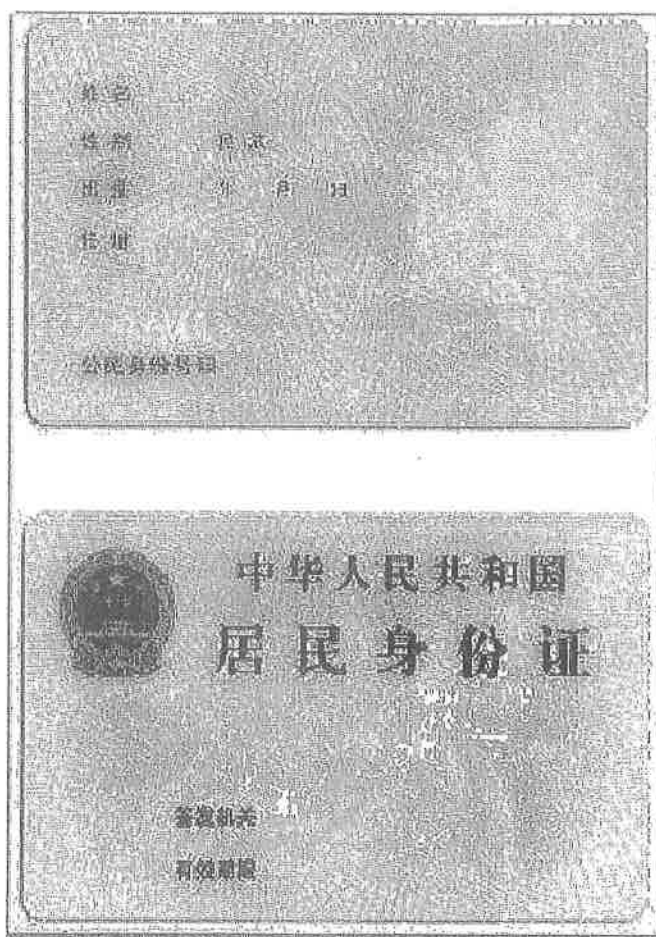 姓名
性别 民族
出生 年 月 日
住址
公民身份号码
中华人民共和国
居民身份证
签发机关
有效期限